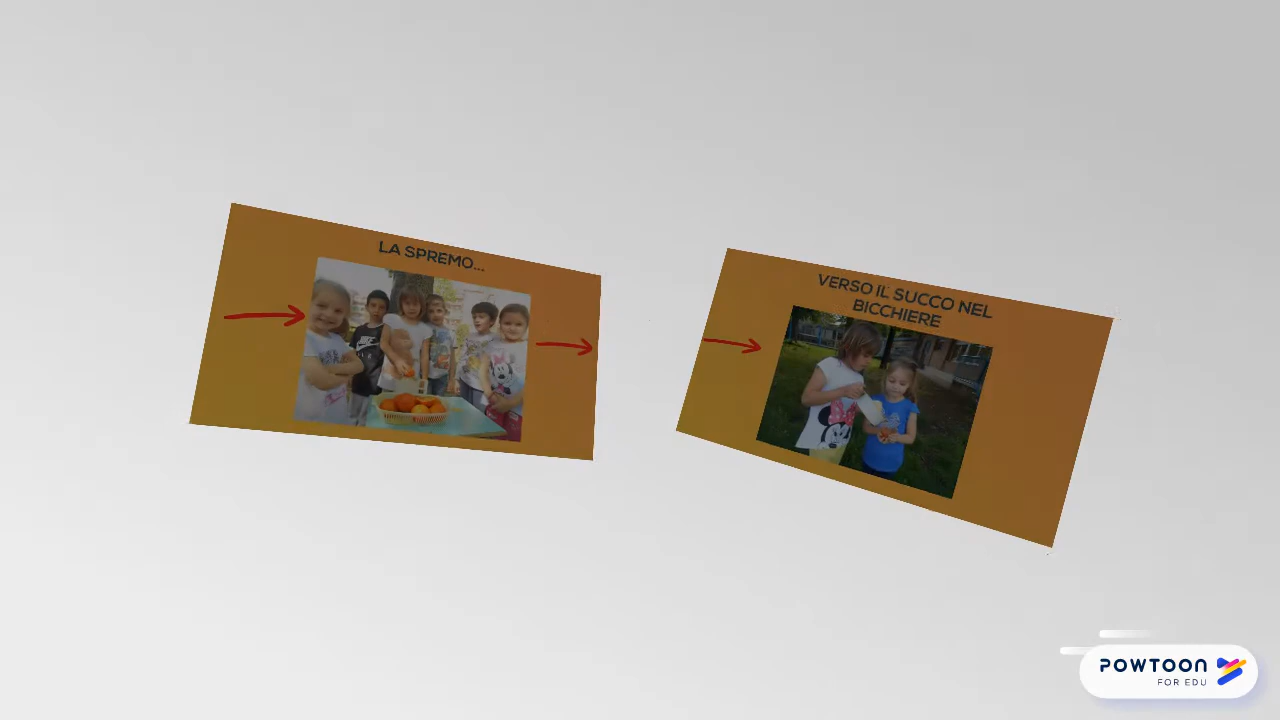 LA SPREMO...
VERSO IL SUCCO NEL
BICCHIERE
POWTOON
FOR EDU